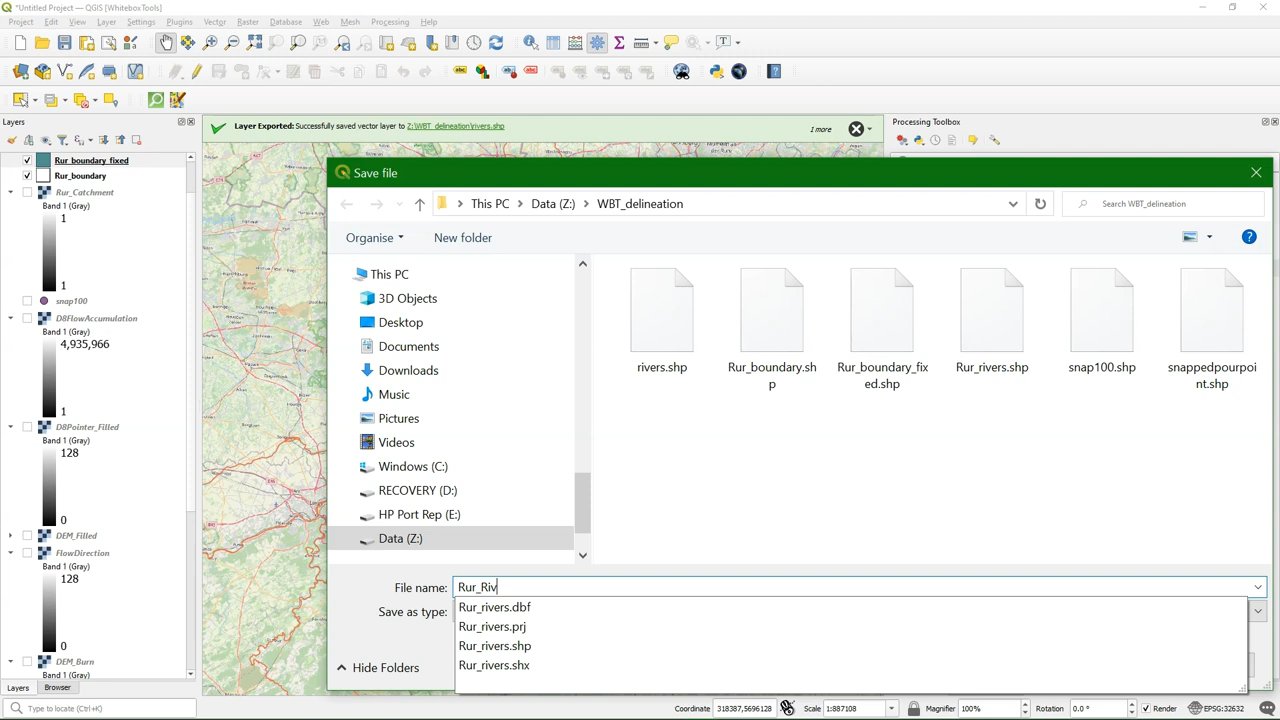 *Untitled Project — QGIS [WhiteboxTools]
Project Edit View Layer Settings Plugins Vector Raster Database Web Mesh Processing Help
Layers
Processing Toolbox
Layer Exported: Successfully saved vector layer to Z:\WBT_delineation\rivers.shp
1 more
Rur_boundary_fixed
Rur_boundary
Rur_Catchment
Band 1 (Gray)
1
1
snap100
D8FlowAccumulation
Band 1 (Gray)
4,935,966
1
D8Pointer_Filled
Band 1 (Gray)
128
0
DEM_Filled
FlowDirection
Band 1 (Gray)
128
0
DEM_Burn
Band 1 (Gray)
Layers Browser
Save file
This PC > Data (Z:) > WBT_delineation
Search WBT_delineation
Organise New folder
This PC
3D Objects
Desktop
Documents
Downloads
Music
Pictures
Videos
Windows (C:)
RECOVERY (D:)
HP Port Rep (E:)
Data (Z:)
rivers.shp
Rur_boundary.sh
p
Rur_boundary_fix
ed.shp
Rur_rivers.shp
snap100.shp
snappedpourpoi
nt.shp
File name: Rur_Riv
Save as type:
Rur_rivers.dbf
Rur_rivers.prj
Rur_rivers.shp
Rur_rivers.shx
Hide Folders
Type to locate (Ctrl+K)
Coordinate 318387,5696128 Scale 1:887108 Magnifier 100% Rotation 0.0 ° Render EPSG:32632